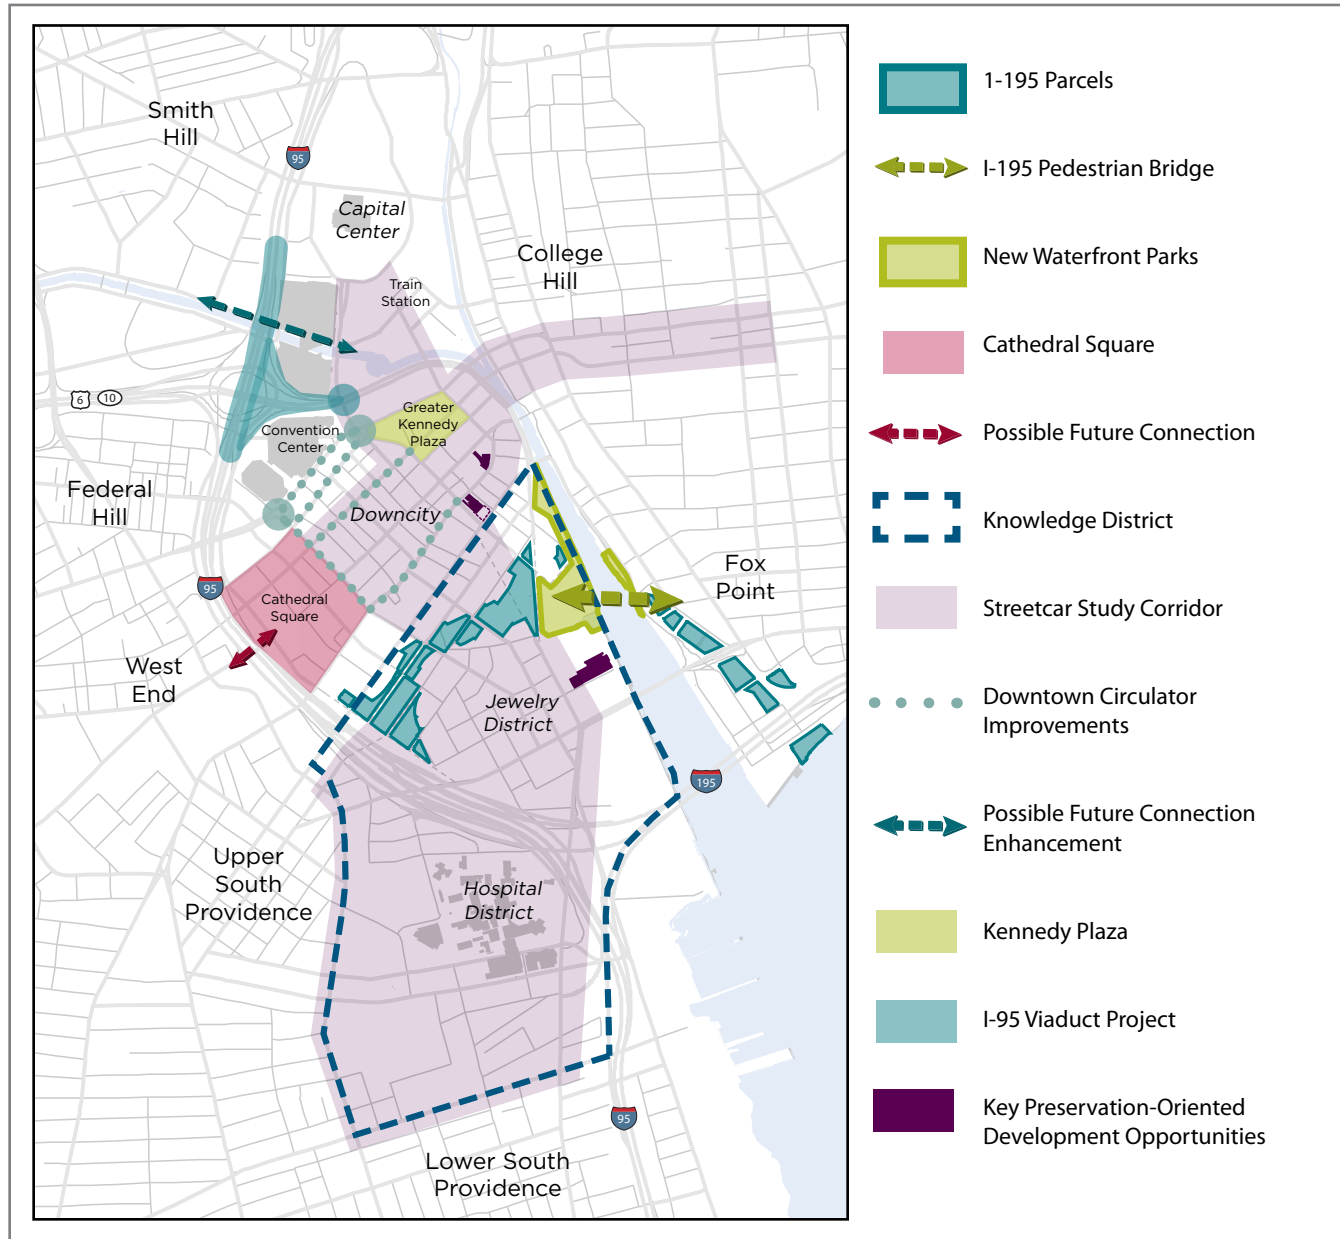 Smith
Hill
95
Capital
Center
College
Hill
Train
Station
6
10
Greater
Kennedy
Plaza
Convention
Center
Federal
Hill
Downcity
Fox
Point
95
Cathedral
Square
West
End
Jewelry
District
195
Upper
South
Providence
Hospital
District
95
Lower South
Providence
1-195 Parcels
I-195 Pedestrian Bridge
New Waterfront Parks
Cathedral Square
Possible Future Connection
Knowledge District
Streetcar Study Corridor
Downtown Circulator
Improvements
Possible Future Connection
Enhancement
Kennedy Plaza
I-95 Viaduct Project
Key Preservation-Oriented
Development Opportunities